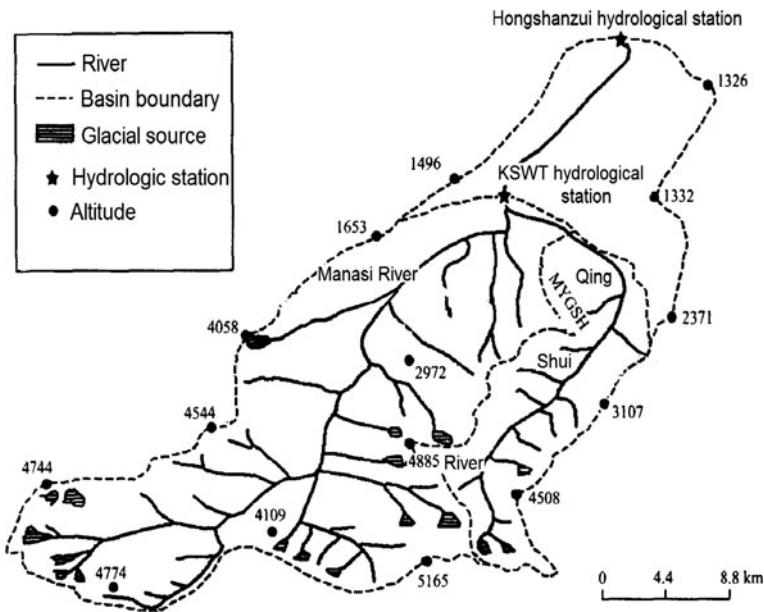 Hongshanzui hydrological station
River
Basin boundary
Glacial source
Hydrologic station
Altitude
1326
1496
KSWT hydrological
station
1332
1653
Manasi River
Qing
MYGSH
4058
2371
2972
Shui
3107
4544
4885
River
4744
4508
4109
4774
5165
0 4.4 8.8 km